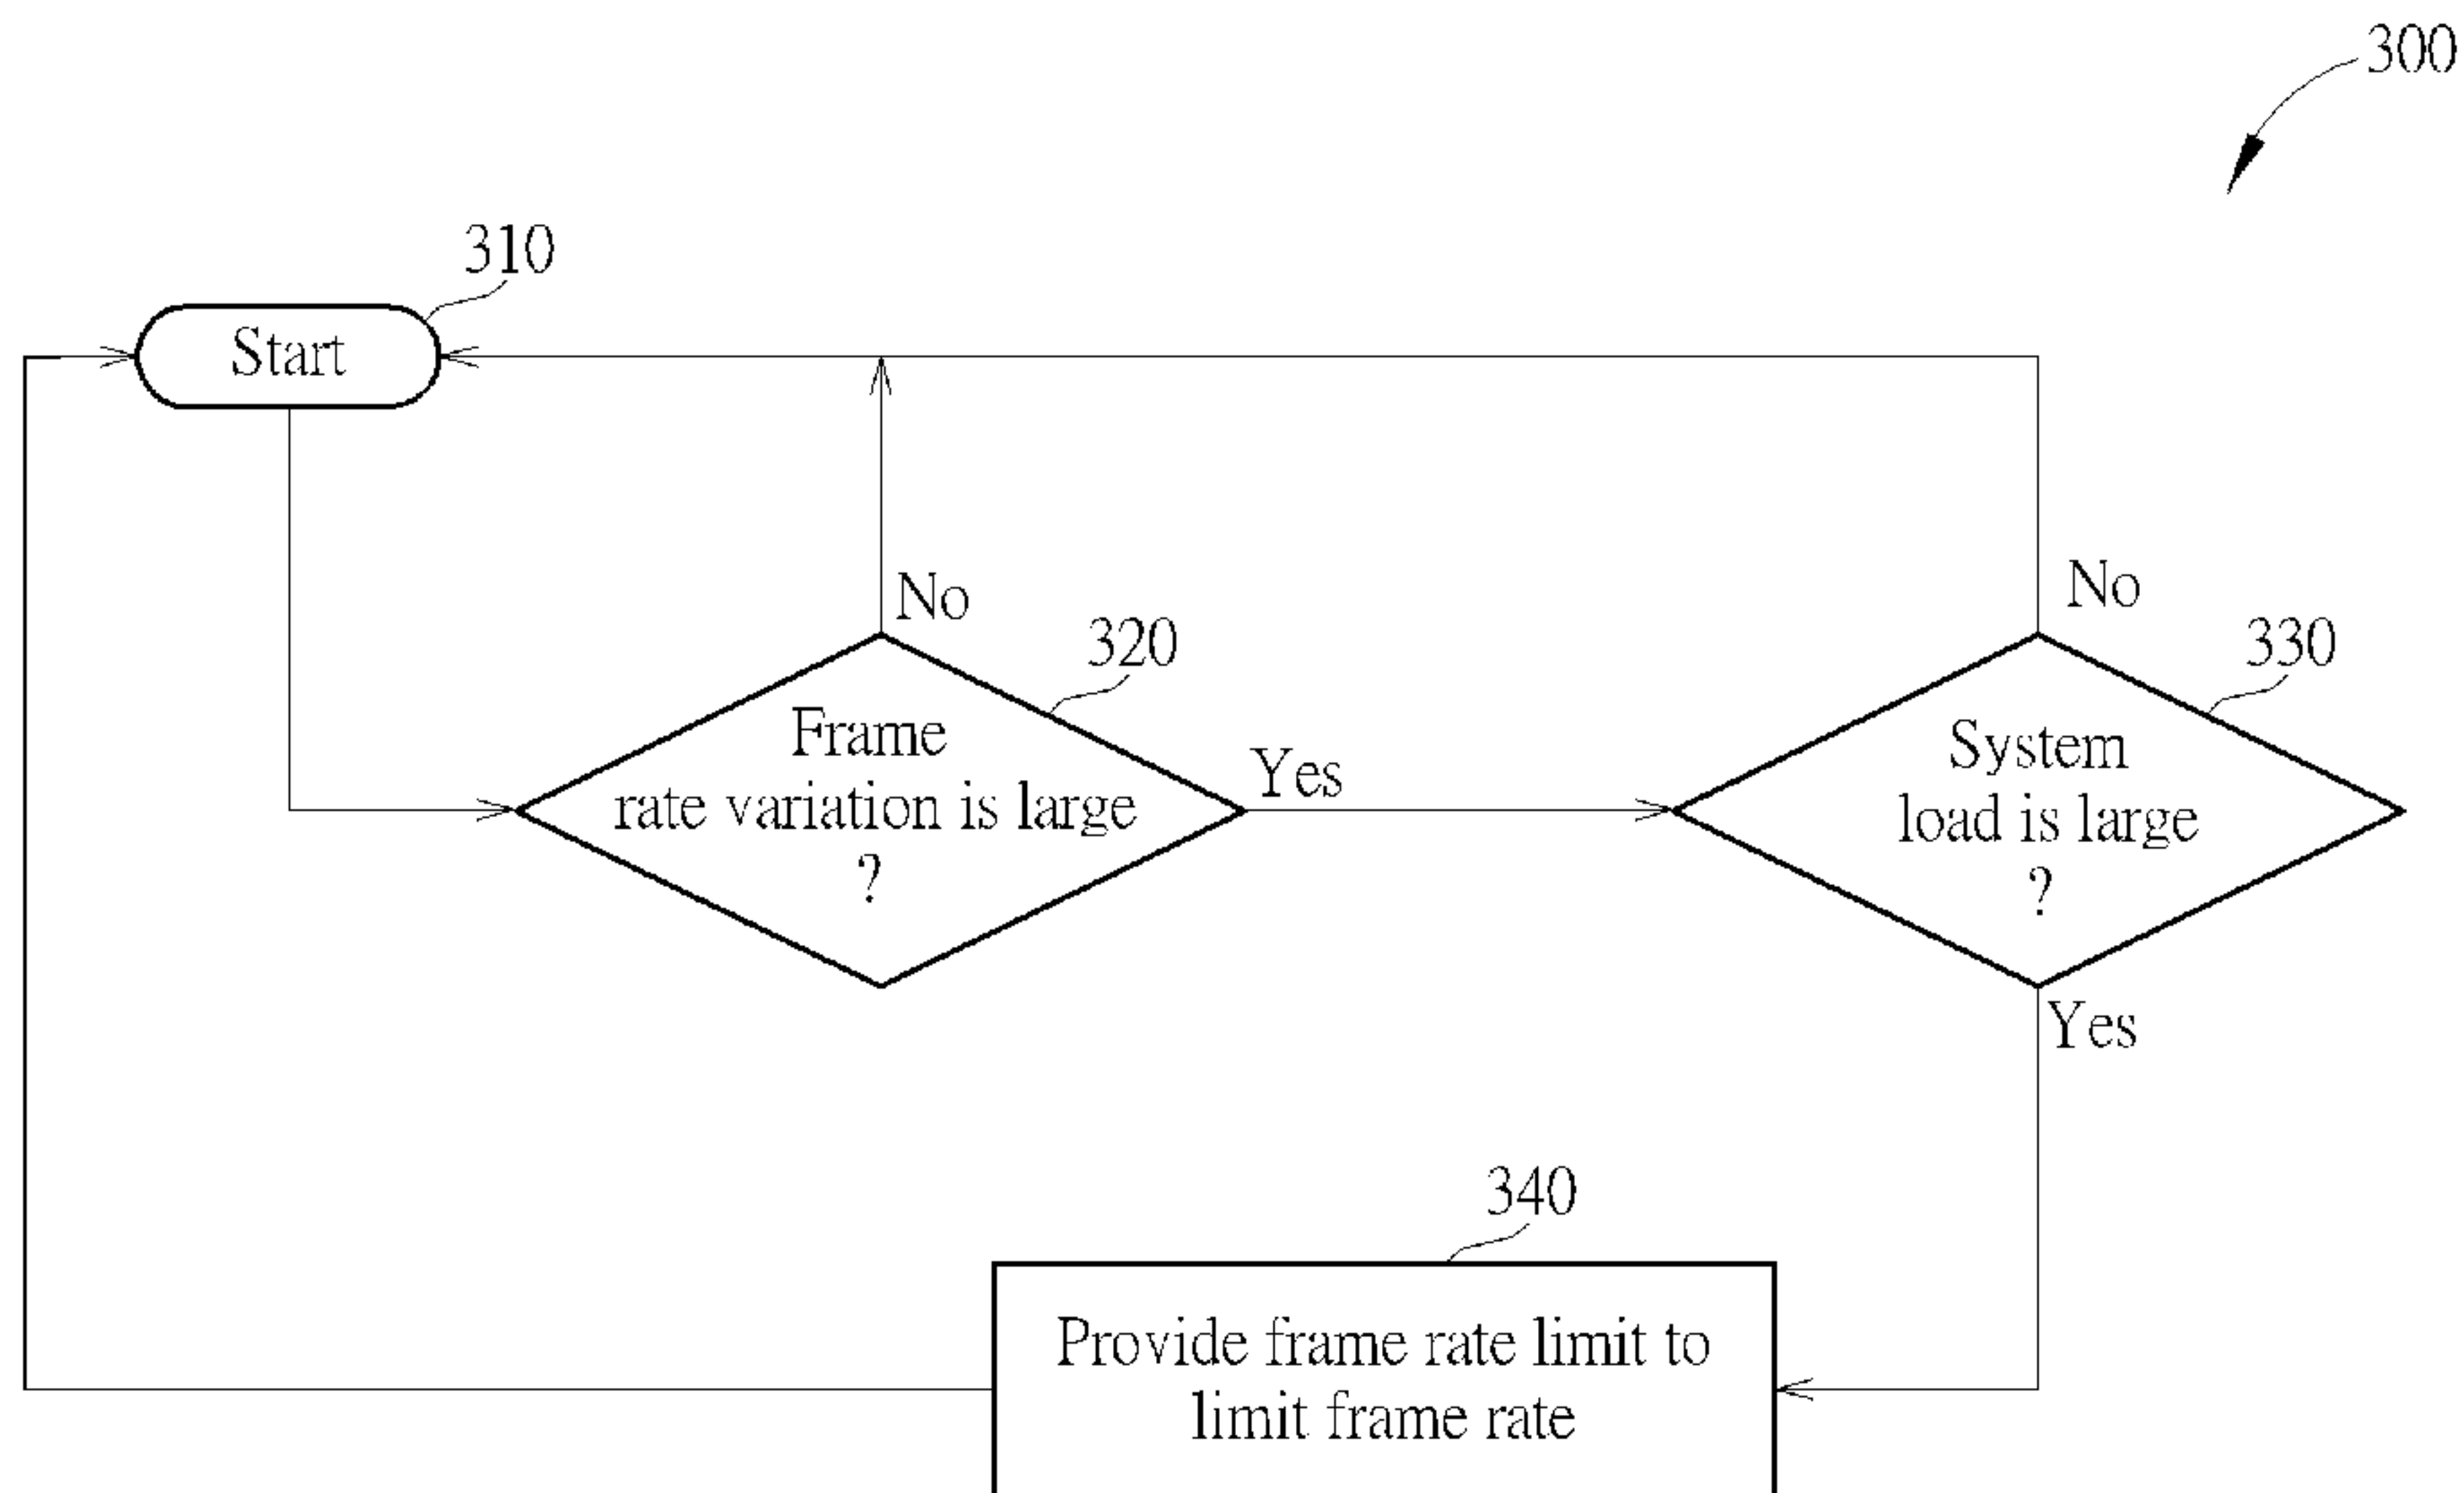 300
310
Start
No
No
320
330
Frame
rate variation is large
?
Yes
System
load is large
?
Yes
340
Provide frame rate limit to
limit frame rate